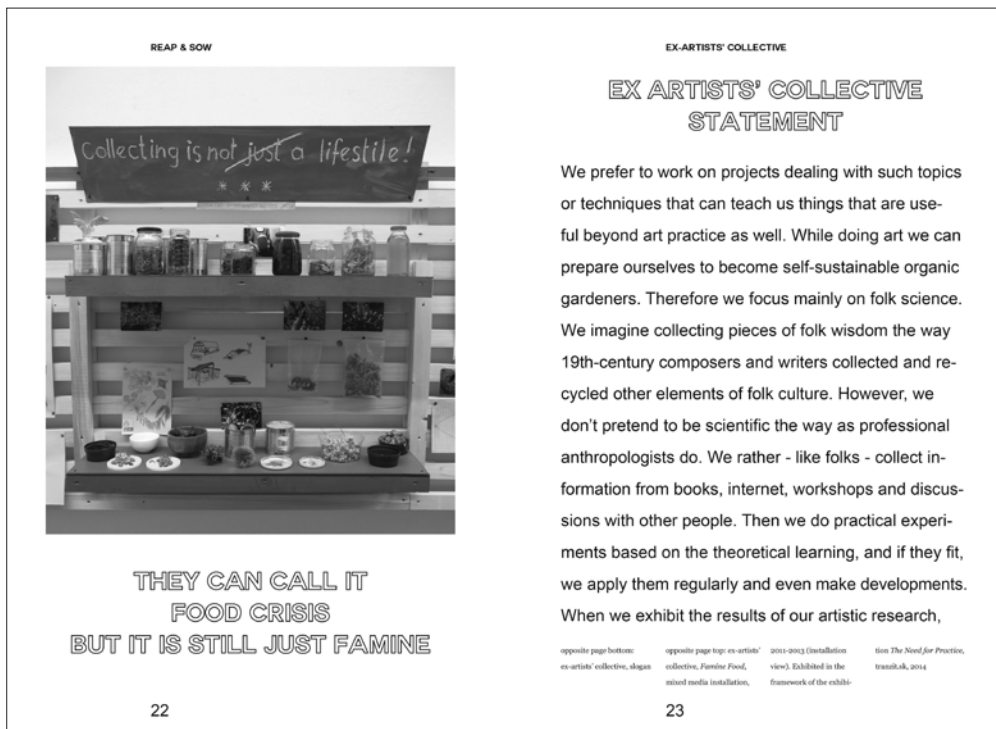 REAP & SOW
Collecting is not just a lifestile!
* * *
THEY CAN CALL IT
FOOD CRISIS
BUT IT IS STILL JUST FAMINE
22
EX-ARTISTS' COLLECTIVE
EX ARTISTS' COLLECTIVE
STATEMENT
We prefer to work on projects dealing with such topics
or techniques that can teach us things that are use-
ful beyond art practice as well. While doing art we can
prepare ourselves to become self-sustainable organic
gardeners. Therefore we focus mainly on folk science.
We imagine collecting pieces of folk wisdom the way
19th-century composers and writers collected and re-
cycled other elements of folk culture. However, we
don't pretend to be scientific the way as professional
anthropologists do. We rather - like folks - collect in-
formation from books, internet, workshops and discus-
sions with other people. Then we do practical experi-
ments based on the theoretical learning, and if they fit,
we apply them regularly and even make developments.
When we exhibit the results of our artistic research,
opposite page bottom:
ex-artists' collective, slogan
opposite page top: ex-artists'
collective, Famine Food,
mixed media installation,
2011-2013 (installation
view). Exhibited in the
framework of the exhibi-
tion The Need for Practice,
tranzit.sk, 2014
23